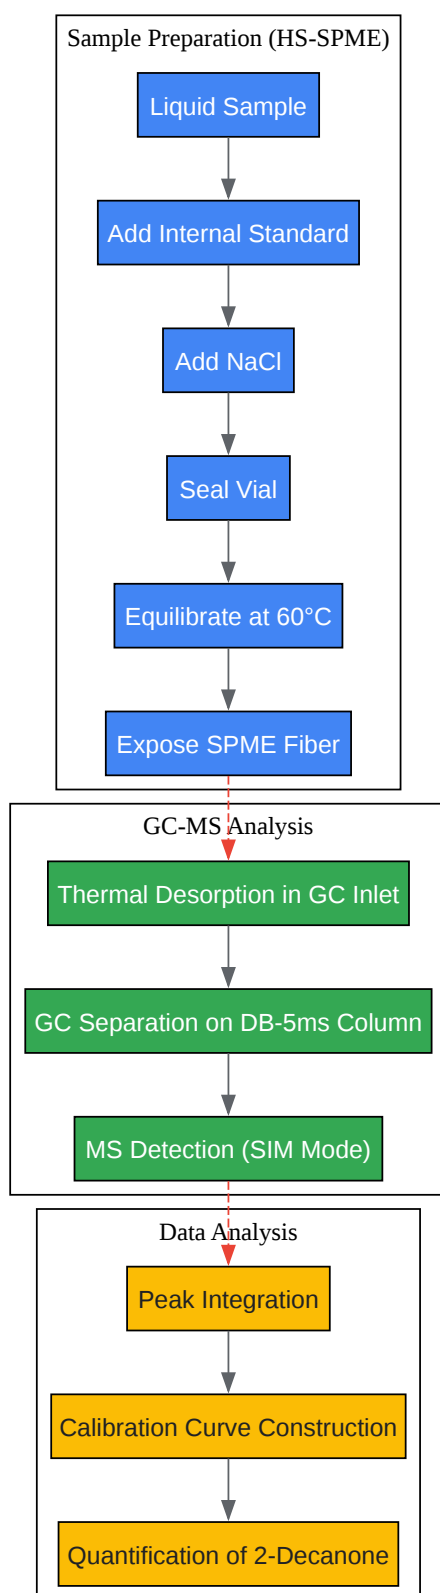 Sample Preparation (HS-SPME)
Liquid Sample
Add Internal Standard
Add NaCl
Seal Vial
Equilibrate at 60°C
Expose SPME Fiber
GC-MS Analysis
Thermal Desorption in GC Inlet
GC Separation on DB-5ms Column
MS Detection (SIM Mode)
Data Analysis
Peak Integration
Calibration Curve Construction
Quantification of 2-Decanone